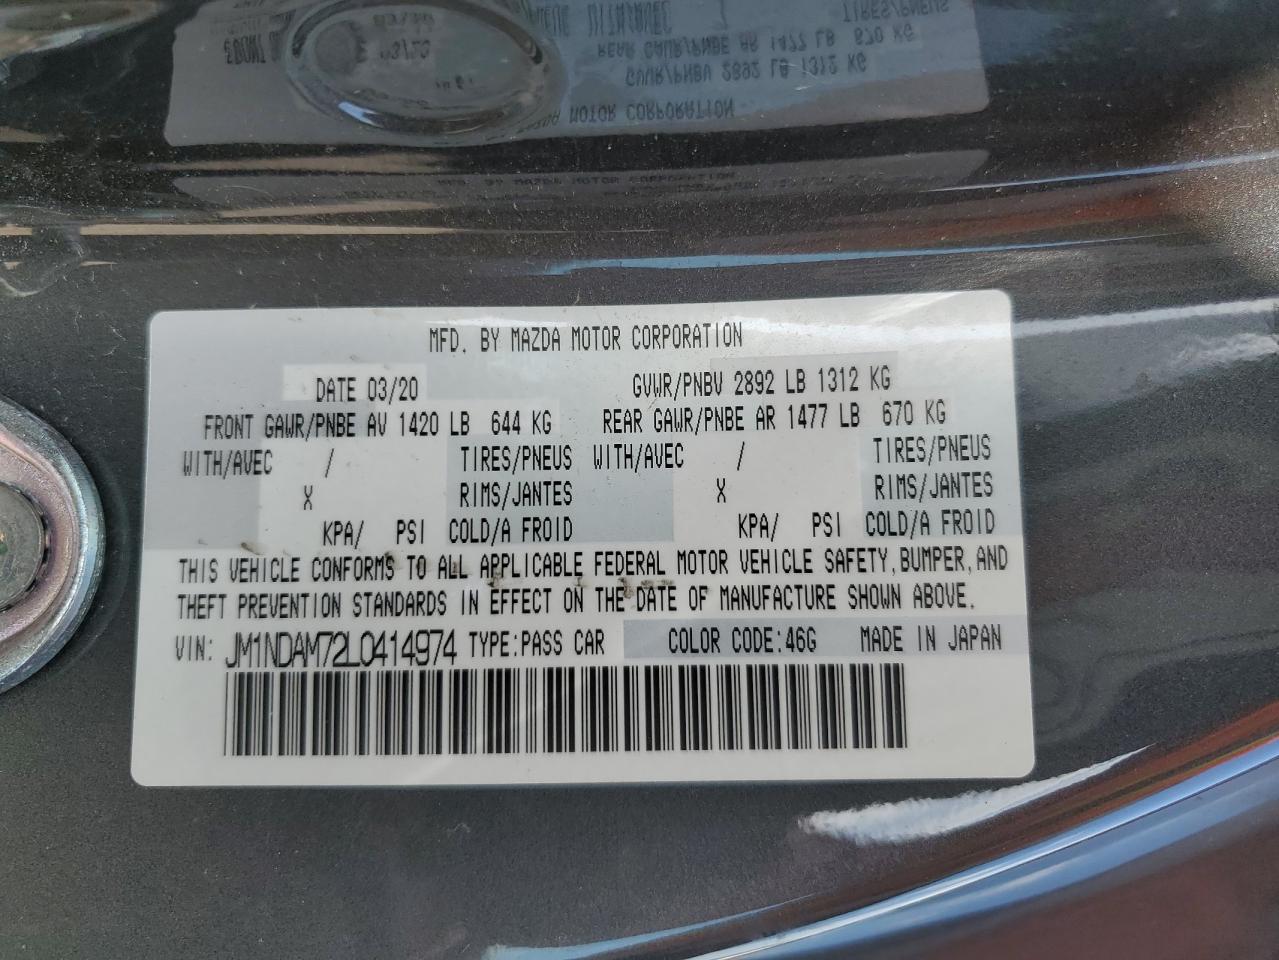 MFD. BY MAZDA MOTOR CORPORATION
DATE 03/20 GVWR/PNBV 2892 LB 1312 KG
FRONT GAWR/PNBE AV 1420 LB 644 KG REAR GAWR/PNBE AR 1477 LB 670 KG
WITH/AVEC / TIRES/PNEUS WITH/AVEC / TIRES/PNEUS
X RIMS/JANTES X RIMS/JANTES
KPA/ PSI COLD/A FROID KPA/ PSI COLD/A FROID
THIS VEHICLE CONFORMS TO ALL APPLICABLE FEDERAL MOTOR VEHICLE SAFETY, BUMPER, AND
THEFT PREVENTION STANDARDS IN EFFECT ON THE DATE OF MANUFACTURE SHOWN ABOVE.
VIN: JM1NDAM72L0414974 TYPE:PASS CAR COLOR CODE:46G MADE IN JAPAN